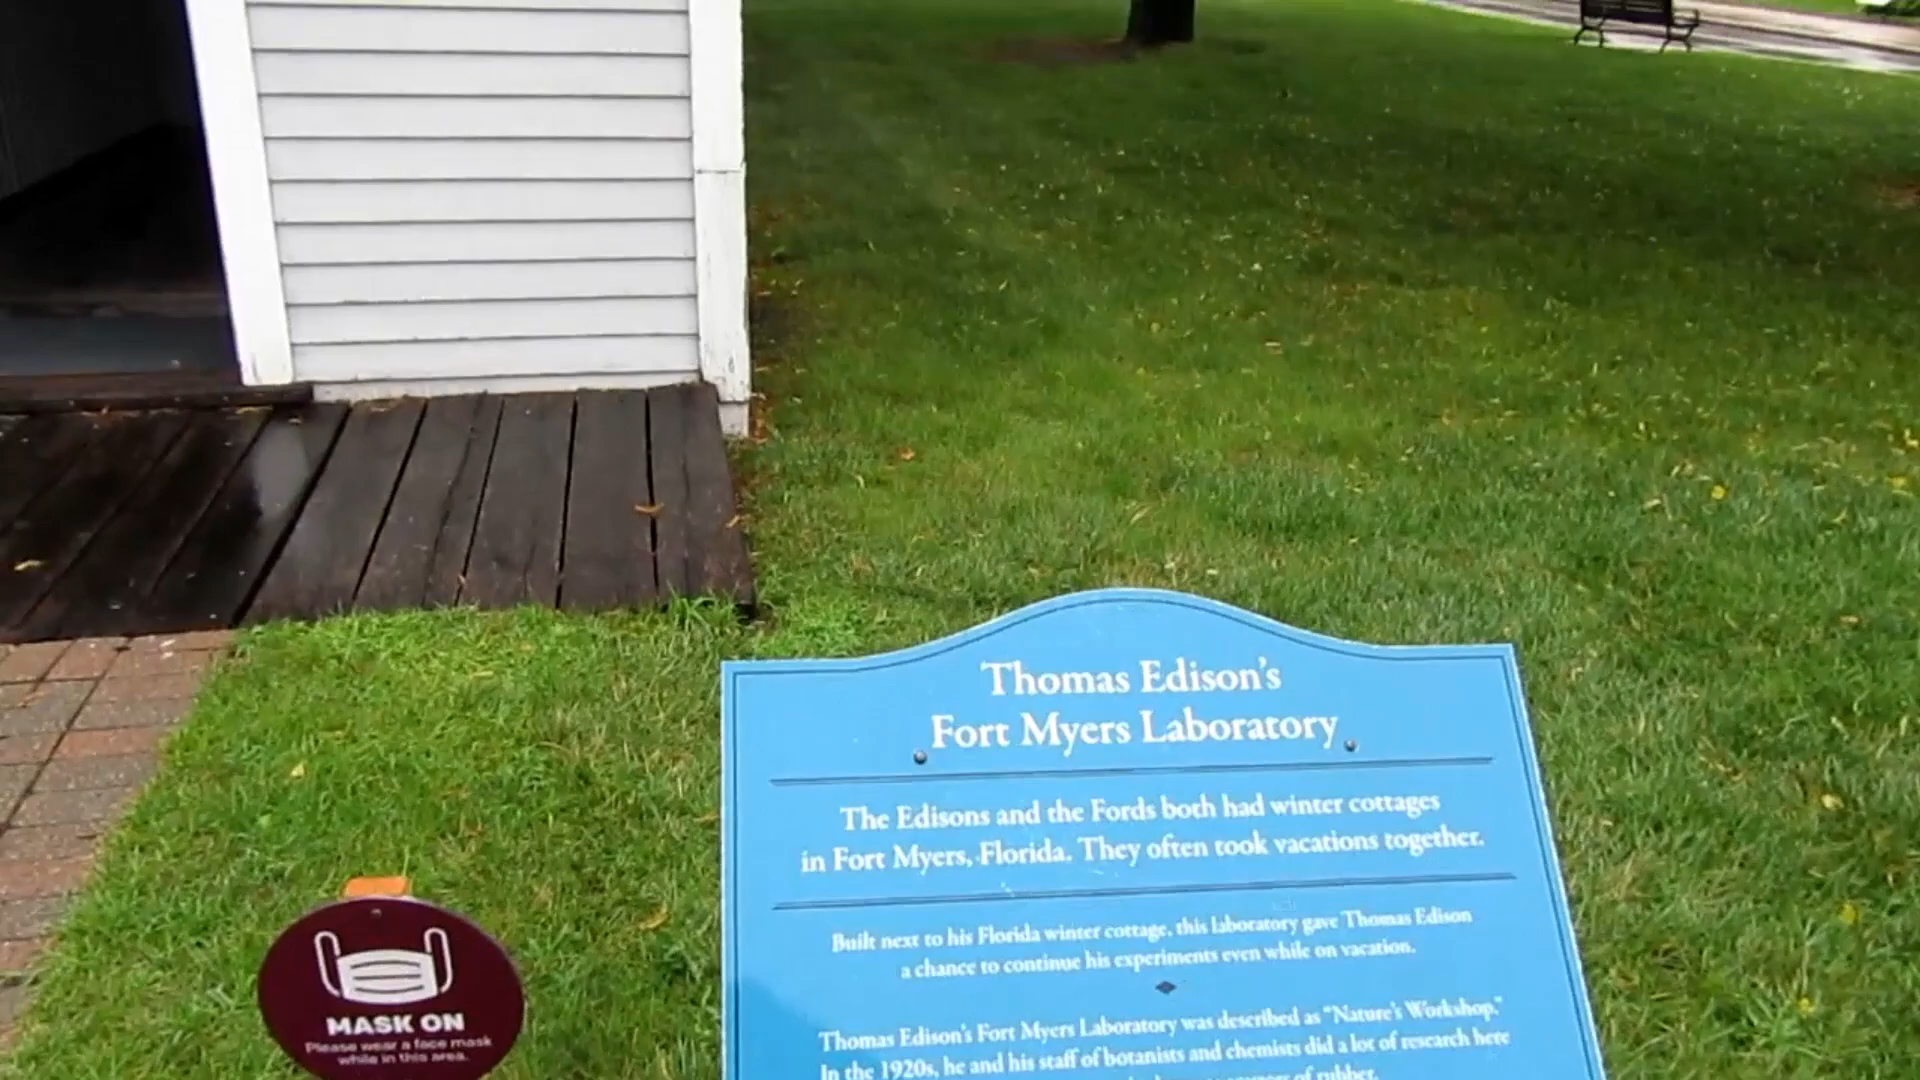 Thomas Edison's
Fort Myers Laboratory
The Edisons and the Fords both had winter cottages
in Fort Myers, Florida. They often took vacations together.
Built next to his Florida winter cottage, this laboratory gave Thomas Edison
a chance to continue his experiments even while on vacation.
Thomas Edison's Fort Myers Laboratory was described as "Nature's Workshop."
In the 1920s, he and his staff of botanists and chemists did a lot of research here
of rubber.
MASK ON
Please wear a face mask
while in this area.